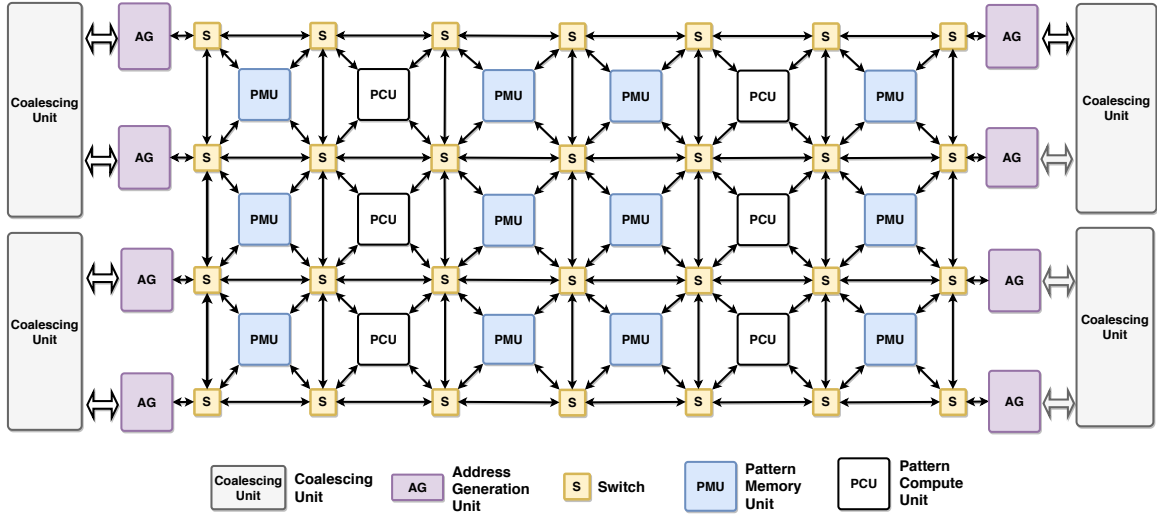 AG S S S S S S S AG
Coalescing
Unit
Coalescing
Unit
PMU PCU PMU PMU PCU PMU
AG S S S S S S S AG
PMU PCU PMU PMU PCU PMU
AG S S S S S S S AG
Coalescing
Unit
Coalescing
Unit
PMU PCU PMU PMU PCU PMU
AG S S S S S S S AG
Coalescing
Unit
Coalescing
Unit
AG
Address
Generation
Unit
S
Switch
PMU
Pattern
Memory
Unit
PCU
Pattern
Compute
Unit